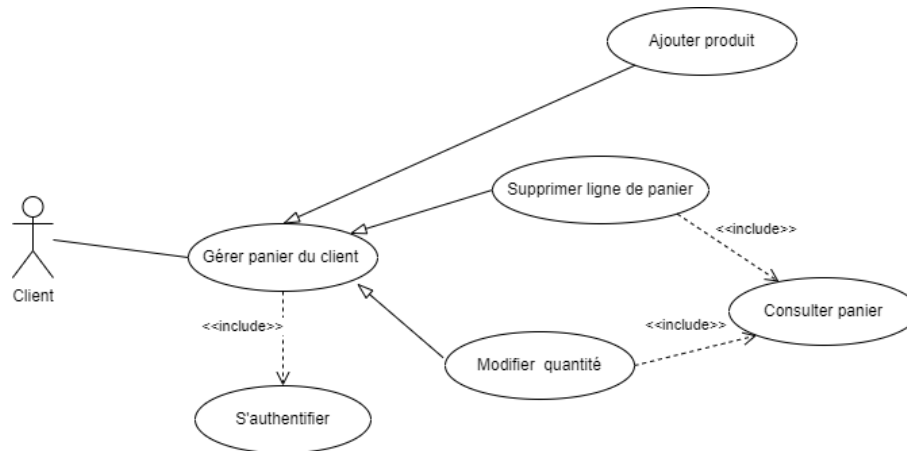 Ajouter produit
Supprimer ligne de panier
<<include>>
Gérer panier du client
Client
Consulter panier
<<include>>
<<include>>
Modifier quantité
S'authentifier